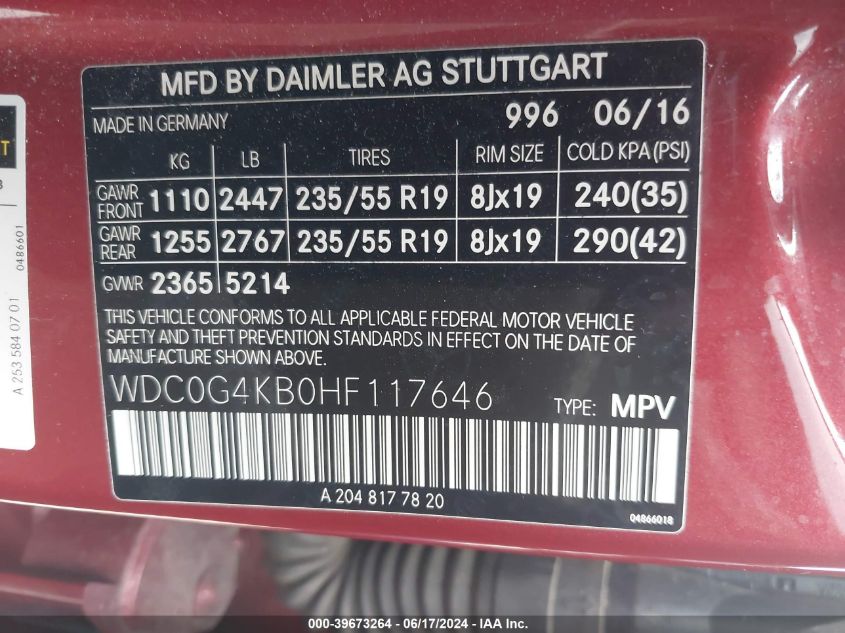 MFD BY DAIMLER AG STUTTGART
MADE IN GERMANY 996 06/16
KG LB TIRES RIM SIZE COLD KPA (PSI)
GAWR FRONT 1110 2447 235/55 R19 8Jx19 240(35)
GAWR REAR 1255 2767 235/55 R19 8Jx19 290(42)
GVWR 2365 5214
THIS VEHICLE CONFORMS TO ALL APPLICABLE FEDERAL MOTOR VEHICLE
SAFETY AND THEFT PREVENTION STANDARDS IN EFFECT ON THE DATE OF
MANUFACTURE SHOWN ABOVE.
WDC0G4KB0HF117646 TYPE: MPV
A 204 817 78 20
04866018
0486601
A 253 584 07 01
000-39673264 - 06/17/2024 - IAA Inc.